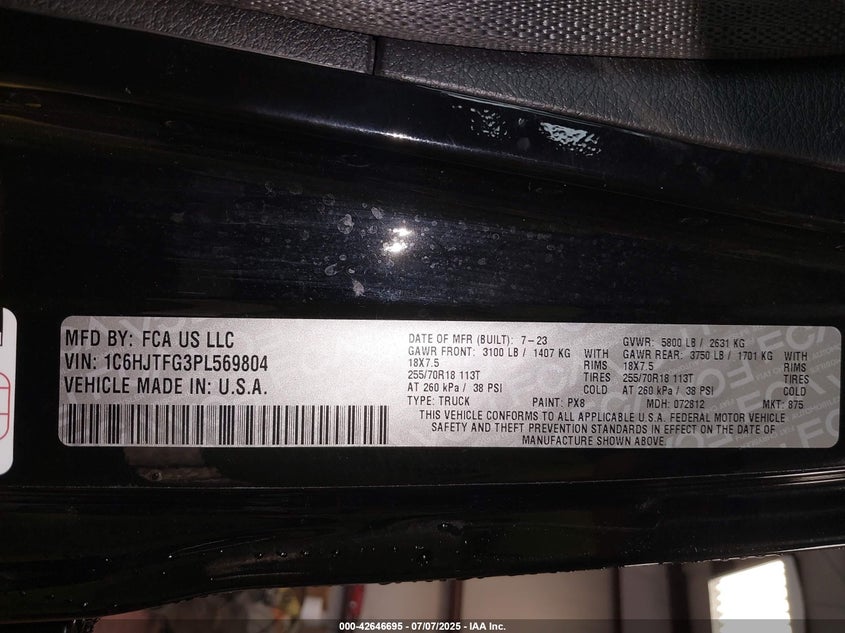 MFD BY: FCA US LLC
VIN: 1C6HJTFG3PL569804
VEHICLE MADE IN: U.S.A.
DATE OF MFR (BUILT): 7-23 GVWR: 5800 LB / 2631 KG
GAWR FRONT: 3100 LB / 1407 KG WITH GAWR REAR: 3750 LB / 1701 KG WITH
18X7.5 RIMS 18X7.5 RIMS
255/70R18 113T TIRES 255/70R18 113T TIRES
AT 260 kPa / 38 PSI COLD AT 260 kPa / 38 PSI COLD
TYPE: TRUCK PAINT: PX8 MDH: 072812 MKT: 875
THIS VEHICLE CONFORMS TO ALL APPLICABLE U.S.A. FEDERAL MOTOR VEHICLE
SAFETY AND THEFT PREVENTION STANDARDS IN EFFECT ON THE DATE OF
MANUFACTURE SHOWN ABOVE.
000-42646695 - 07/07/2025 - IAA Inc.